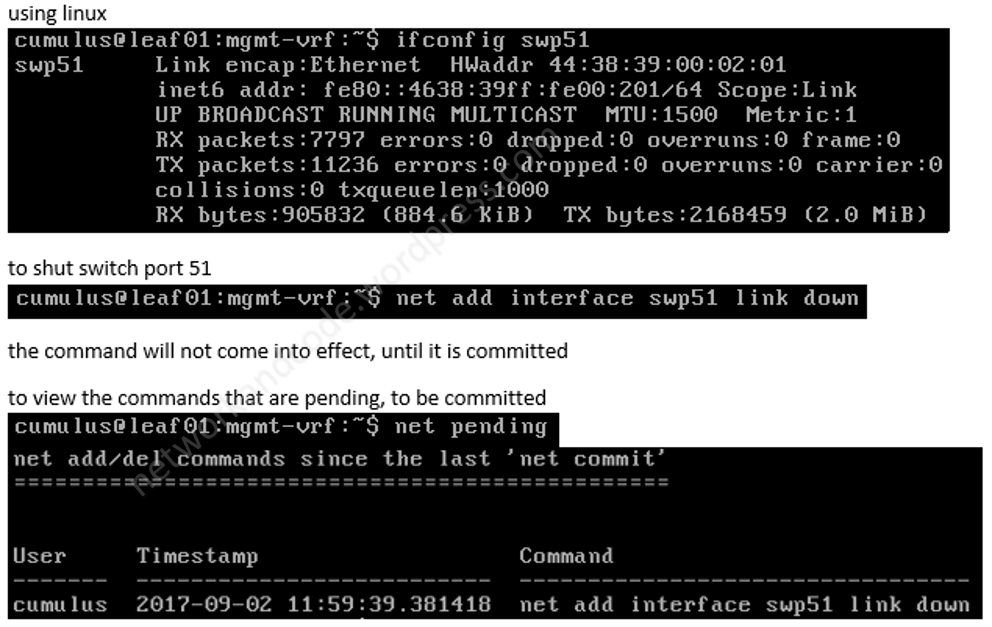 using linux
cumulus@leaf01:mgmt-vrf:~$ ifconfig swp51
swp51 Link encap:Ethernet HWaddr 44:38:39:00:02:01
inet6 addr: fe80::4638:39ff:fe00:201/64 Scope:Link
UP BROADCAST RUNNING MULTICAST MTU:1500 Metric:1
RX packets:7797 errors:0 dropped:0 overruns:0 frame:0
TX packets:11236 errors:0 dropped:0 overruns:0 carrier:0
collisions:0 txqueuelen:1000
RX bytes:905832 (884.6 KiB) TX bytes:2168459 (2.0 MiB)
to shut switch port 51
cumulus@leaf01:mgmt-vrf:~$ net add interface swp51 link down
the command will not come into effect, until it is committed
to view the commands that are pending, to be committed
cumulus@leaf01:mgmt-vrf:~$ net pending
net add/del commands since the last 'net commit'
================================================
User Timestamp Command
------- -------------------------- ---------------------------------
cumulus 2017-09-02 11:59:39.381418 net add interface swp51 link down
networkandcode.wordpress.com